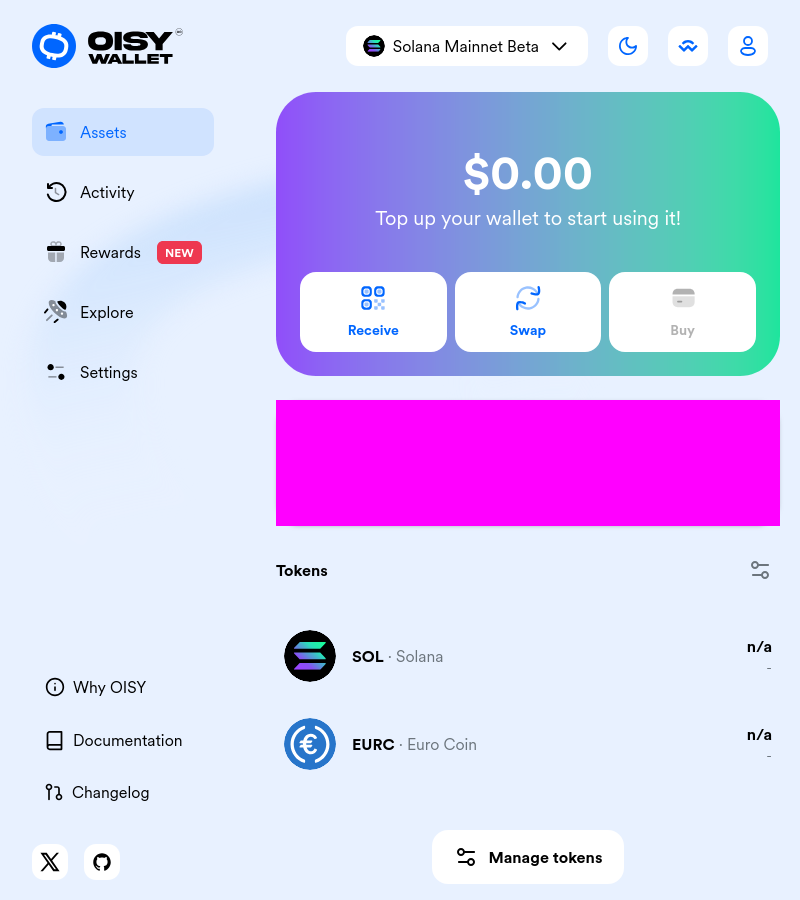 OISY
WALLET
Solana Mainnet Beta
Assets
Activity
Rewards NEW
Explore
Settings
$0.00
Top up your wallet to start using it!
Receive
Swap
Buy
Tokens
SOL · Solana
n/a
-
EURC · Euro Coin
n/a
-
Why OISY
Documentation
Changelog
Manage tokens